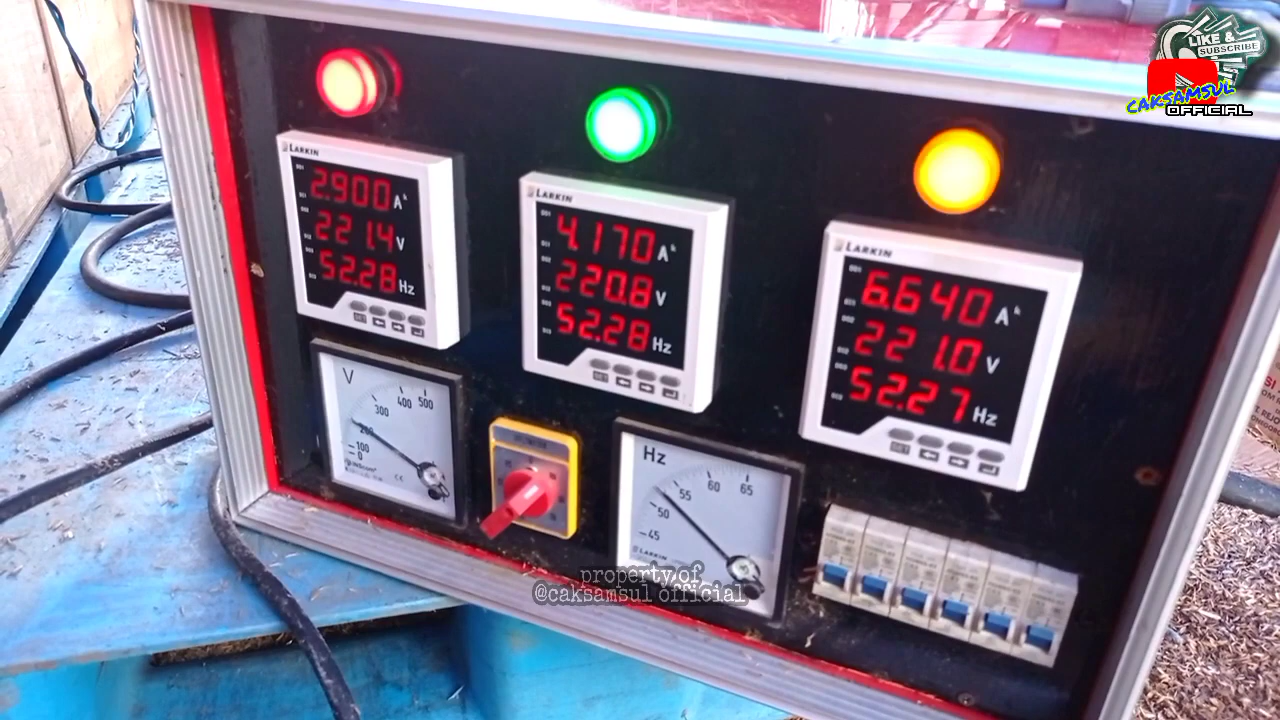 LIKE &
SUBSCRIBE
CAKSAMSUL
OFFICIAL
LARKIN
2.900 A
221.4 V
52.28 Hz
LARKIN
4.170 A
220.8 V
52.28 Hz
LARKIN
6.640 A
221.0 V
52.27 Hz
V
0 100 200 300 400 500
Hz
45 50 55 60 65
LARKIN
property of
@caksamsul official